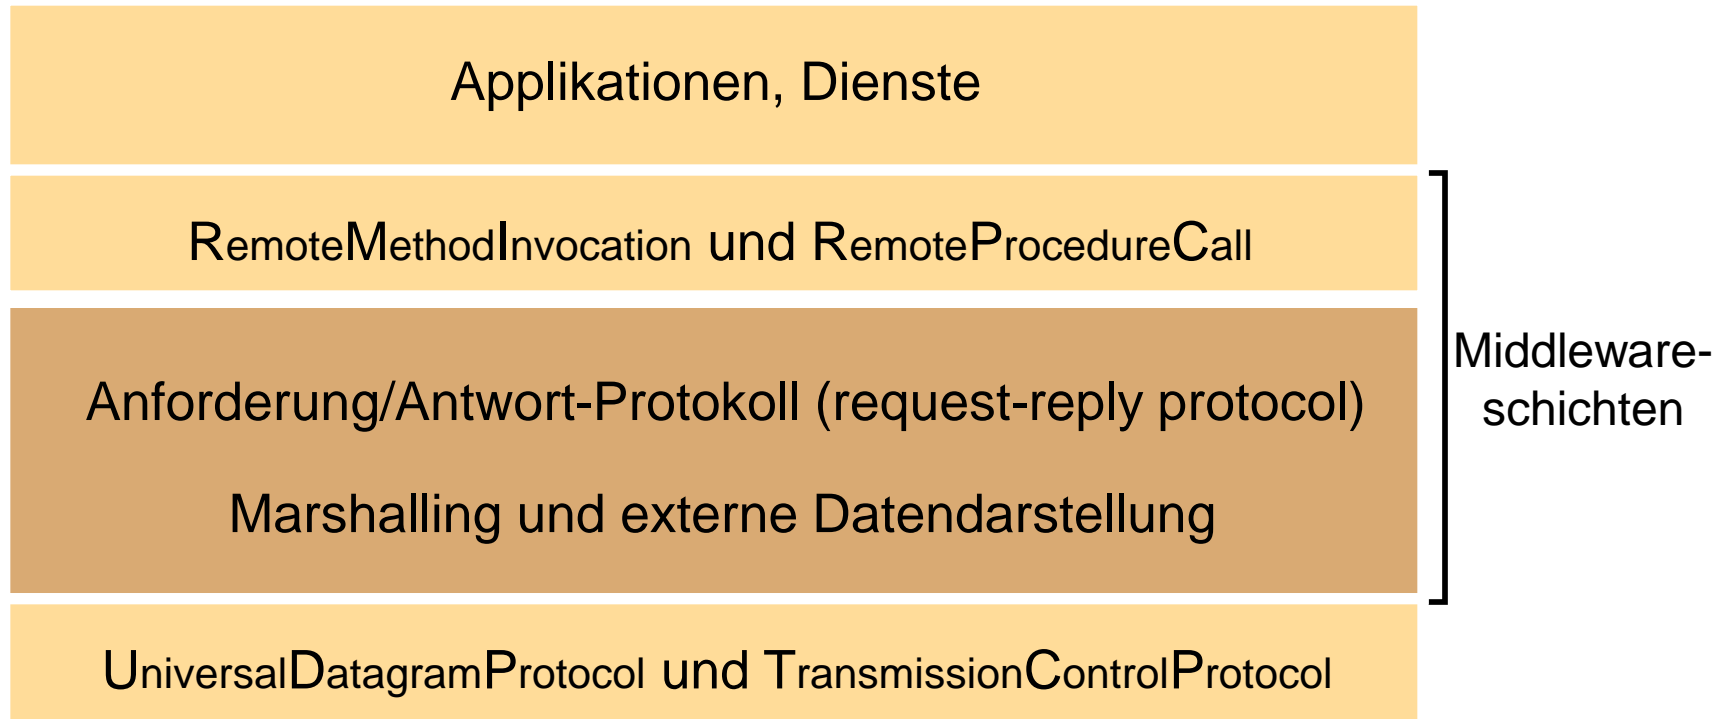 Applikationen, Dienste
RemoteMethodInvocation und RemoteProcedureCall
Anforderung/Antwort-Protokoll (request-reply protocol)
Marshalling und externe Datendarstellung
UniversalDatagramProtocol und TransmissionControlProtocol
Middleware-
schichten